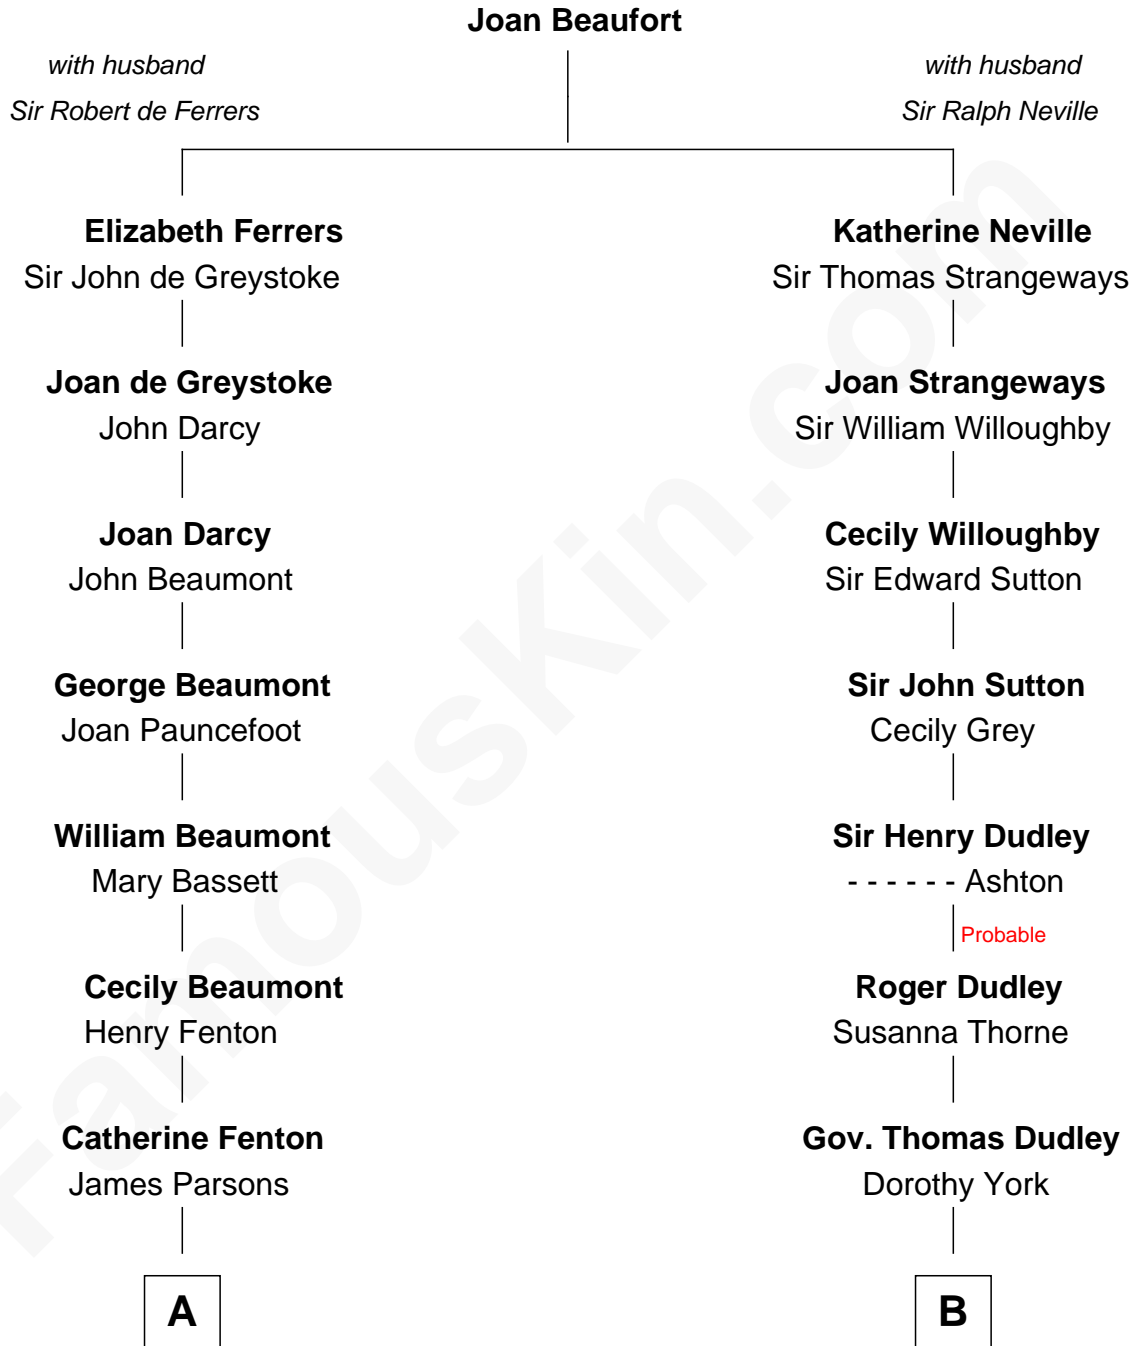 Joan Beaufort
with husband
Sir Robert de Ferrers
with husband
Sir Ralph Neville
Elizabeth Ferrers
Sir John de Greystoke
Katherine Neville
Sir Thomas Strangeways
Joan de Greystoke
John Darcy
Joan Strangeways
Sir William Willoughby
Joan Darcy
John Beaumont
Cecily Willoughby
Sir Edward Sutton
George Beaumont
Joan Pauncefoot
Sir John Sutton
Cecily Grey
William Beaumont
Mary Bassett
Sir Henry Dudley
- - - - - - Ashton
Probable
Cecily Beaumont
Henry Fenton
Roger Dudley
Susanna Thorne
Catherine Fenton
James Parsons
Gov. Thomas Dudley
Dorothy York
A
B
FamousKin.com